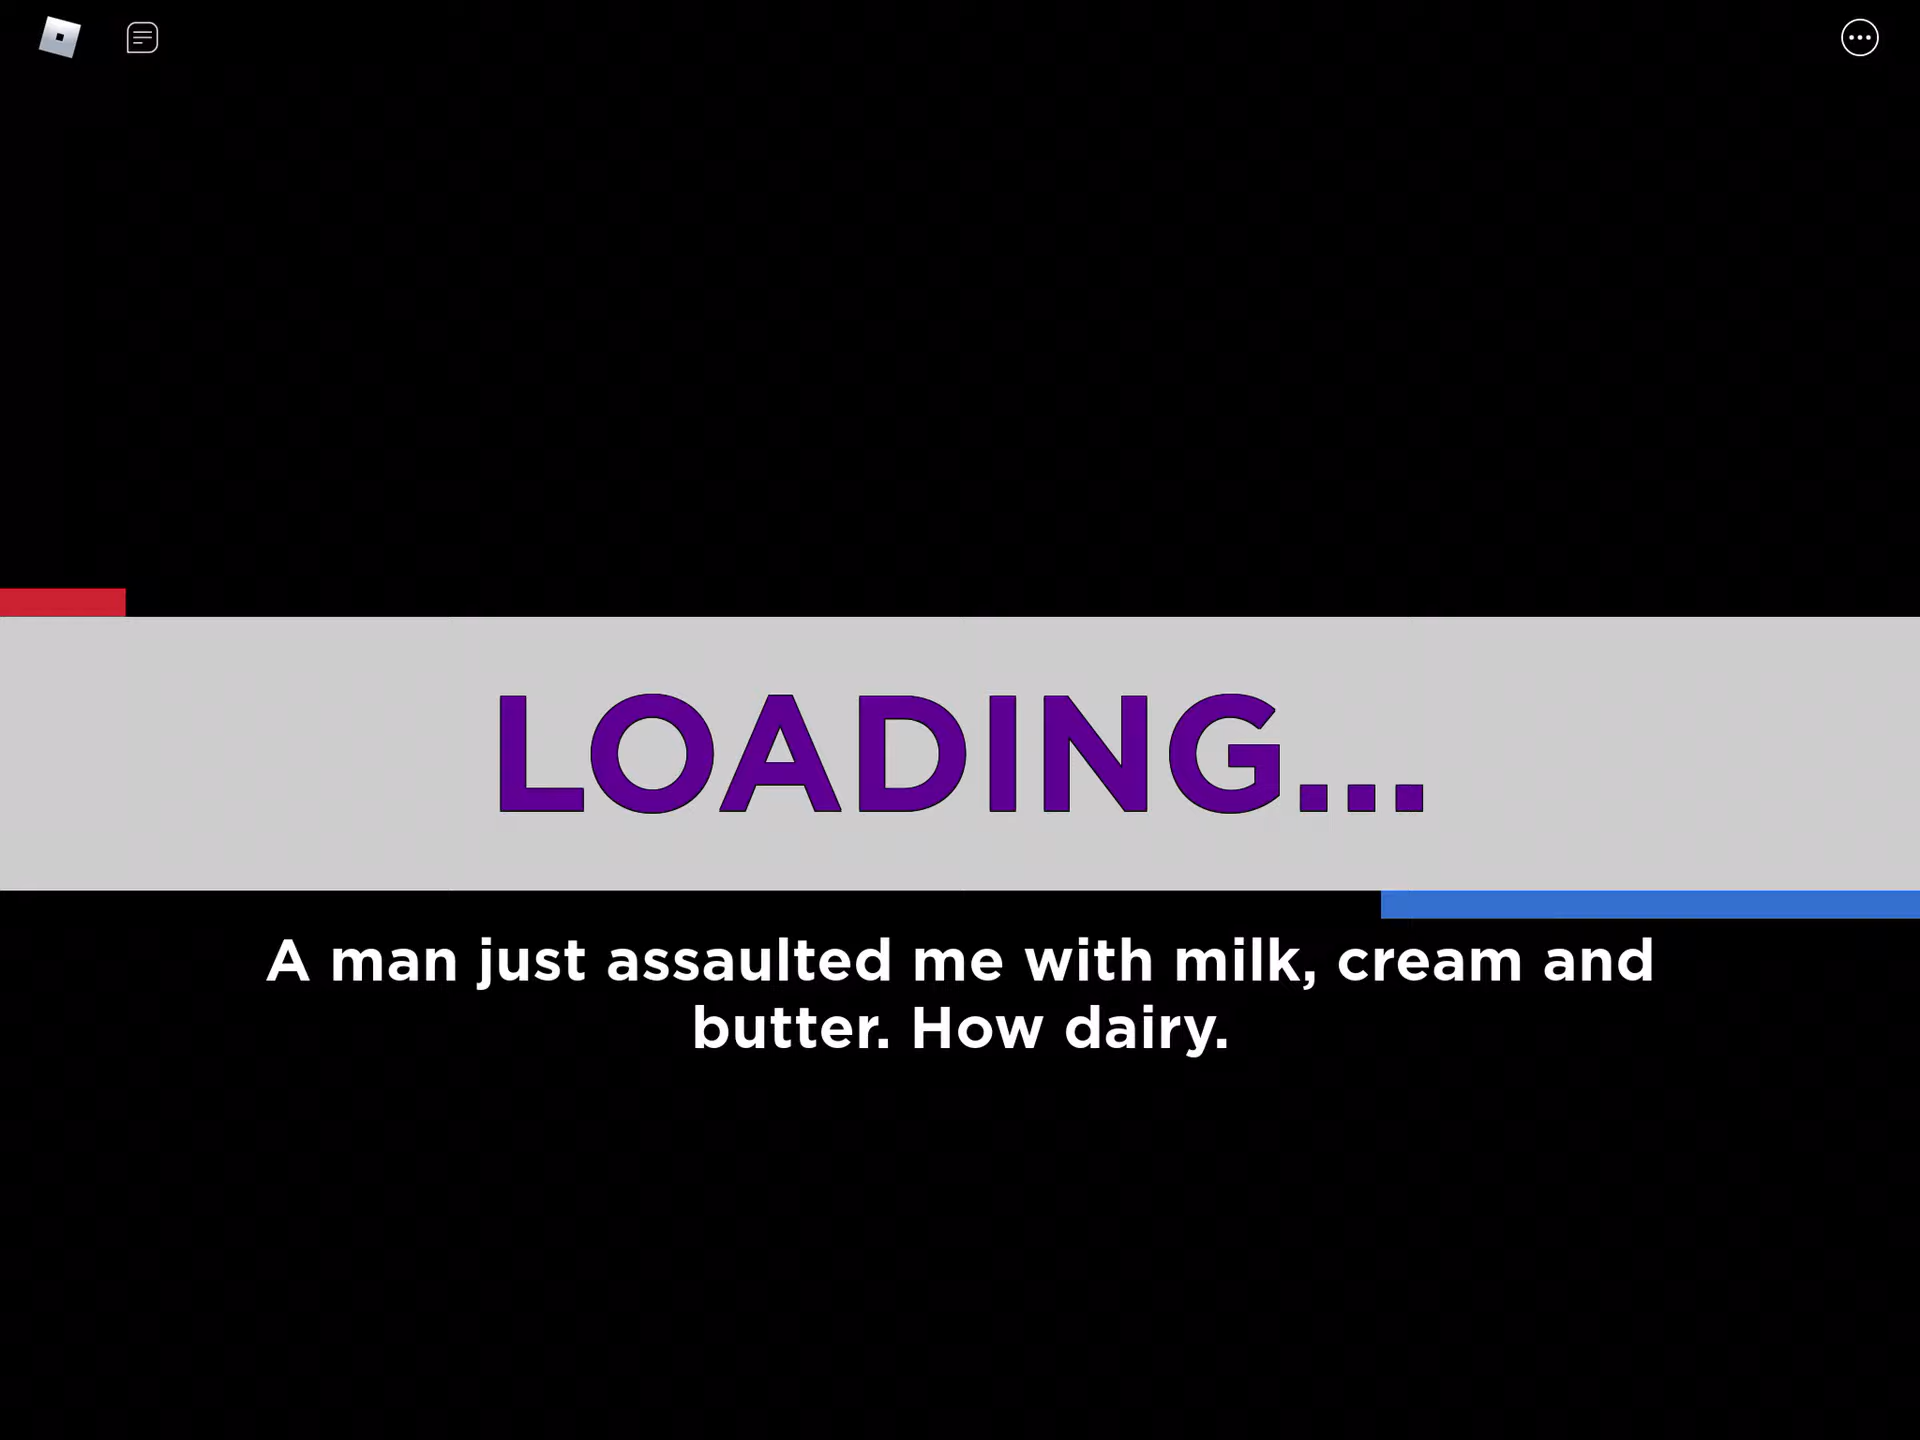 LOADING...
A man just assaulted me with milk, cream and
butter. How dairy.